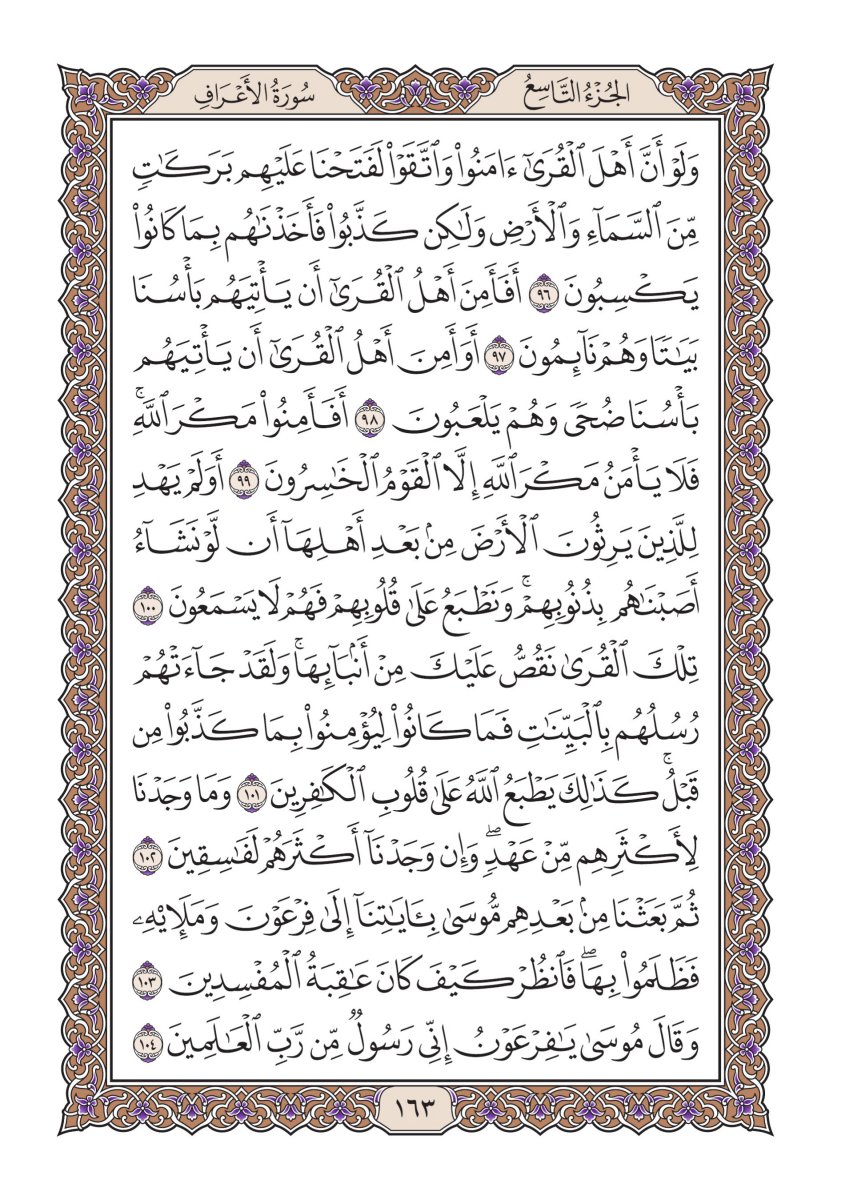 الجُزْءُ التَّاسِعُ
سُورَةُ الأَعْرَافِ
وَلَوْ أَنَّ أَهْلَ ٱلْقُرَىٰٓ ءَامَنُوا۟ وَٱتَّقَوْا۟ لَفَتَحْنَا عَلَيْهِم بَرَكَـٰتٍ
مِّنَ ٱلسَّمَآءِ وَٱلْأَرْضِ وَلَـٰكِن كَذَّبُوا۟ فَأَخَذْنَـٰهُم بِمَا كَانُوا۟
يَكْسِبُونَ ٩٦ أَفَأَمِنَ أَهْلُ ٱلْقُرَىٰٓ أَن يَأْتِيَهُم بَأْسُنَا
بَيَـٰتًا وَهُمْ نَآئِمُونَ ٩٧ أَوَأَمِنَ أَهْلُ ٱلْقُرَىٰٓ أَن يَأْتِيَهُم
بَأْسُنَا ضُحًى وَهُمْ يَلْعَبُونَ ٩٨ أَفَأَمِنُوا۟ مَكْرَ ٱللَّهِ ۚ
فَلَا يَأْمَنُ مَكْرَ ٱللَّهِ إِلَّا ٱلْقَوْمُ ٱلْخَـٰسِرُونَ ٩٩ أَوَلَمْ يَهْدِ
لِلَّذِينَ يَرِثُونَ ٱلْأَرْضَ مِنۢ بَعْدِ أَهْلِهَآ أَن لَّوْ نَشَآءُ
أَصَبْنَـٰهُم بِذُنُوبِهِمْ ۚ وَنَطْبَعُ عَلَىٰ قُلُوبِهِمْ فَهُمْ لَا يَسْمَعُونَ ١٠٠
تِلْكَ ٱلْقُرَىٰ نَقُصُّ عَلَيْكَ مِنْ أَنۢبَآئِهَا ۚ وَلَقَدْ جَآءَتْهُمْ
رُسُلُهُم بِٱلْبَيِّنَـٰتِ فَمَا كَانُوا۟ لِيُؤْمِنُوا۟ بِمَا كَذَّبُوا۟ مِن
قَبْلُ ۚ كَذَٰلِكَ يَطْبَعُ ٱللَّهُ عَلَىٰ قُلُوبِ ٱلْكَـٰفِرِينَ ١٠١ وَمَا وَجَدْنَا
لِأَكْثَرِهِم مِّنْ عَهْدٍ ۖ وَإِن وَجَدْنَآ أَكْثَرَهُمْ لَفَـٰسِقِينَ ١٠٢
ثُمَّ بَعَثْنَا مِنۢ بَعْدِهِم مُّوسَىٰ بِـَٔايَـٰتِنَآ إِلَىٰ فِرْعَوْنَ وَمَلَإِي۟هِۦ
فَظَلَمُوا۟ بِهَا ۖ فَٱنظُرْ كَيْفَ كَانَ عَـٰقِبَةُ ٱلْمُفْسِدِينَ ١٠٣
وَقَالَ مُوسَىٰ يَـٰفِرْعَوْنُ إِنِّى رَسُولٌ مِّن رَّبِّ ٱلْعَـٰلَمِينَ ١٠٤
١٦٣